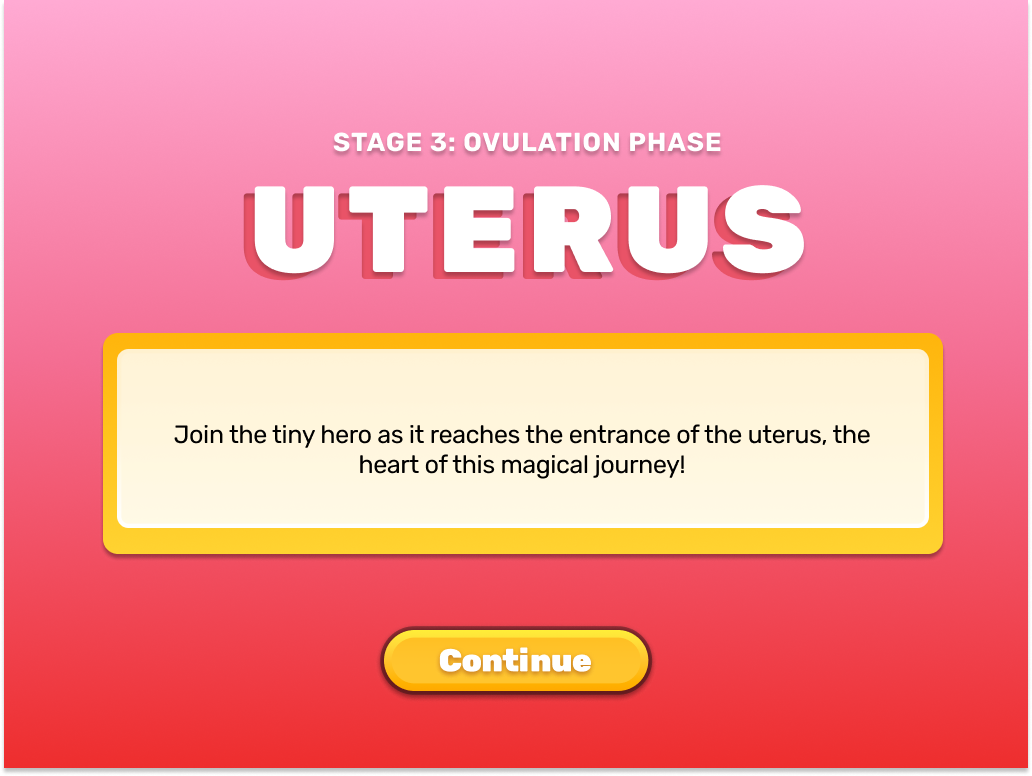 STAGE 3: OVULATION PHASE
UTERUS
Join the tiny hero as it reaches the entrance of the uterus, the
heart of this magical journey!
Continue